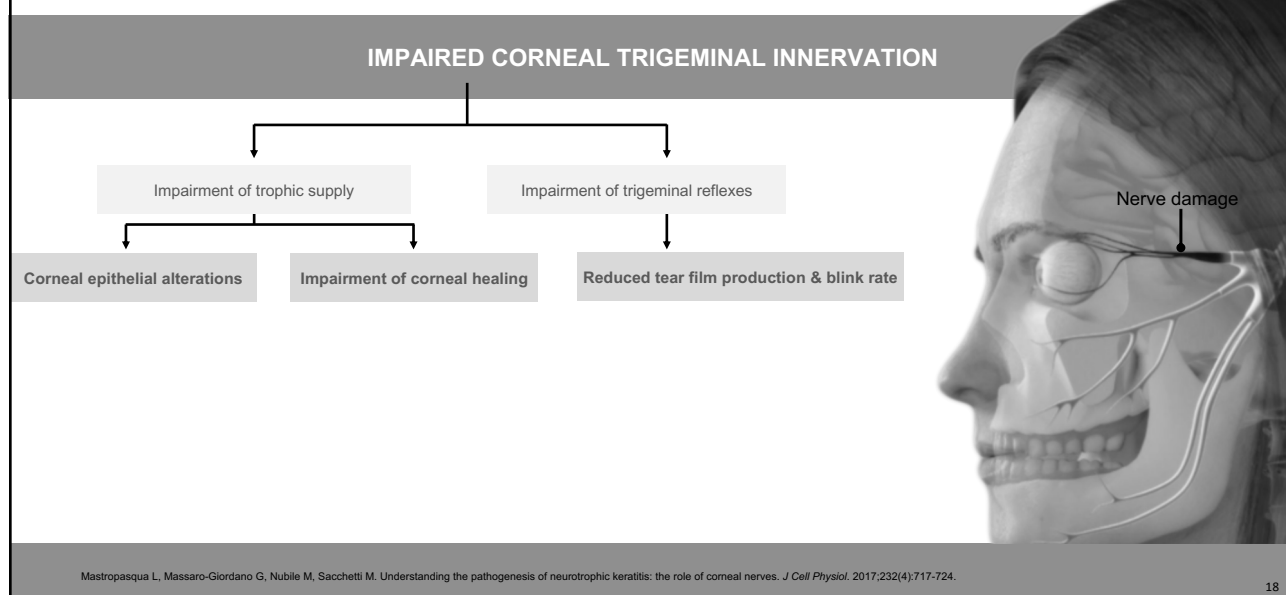 IMPAIRED CORNEAL TRIGEMINAL INNERVATION
Impairment of trophic supply
Impairment of trigeminal reflexes
Nerve damage
Corneal epithelial alterations
Impairment of corneal healing
Reduced tear film production & blink rate
Mastropasqua L, Massaro-Giordano G, Nubile M, Sacchetti M. Understanding the pathogenesis of neurotrophic keratitis: the role of corneal nerves. J Cell Physiol. 2017;232(4):717-724.
18